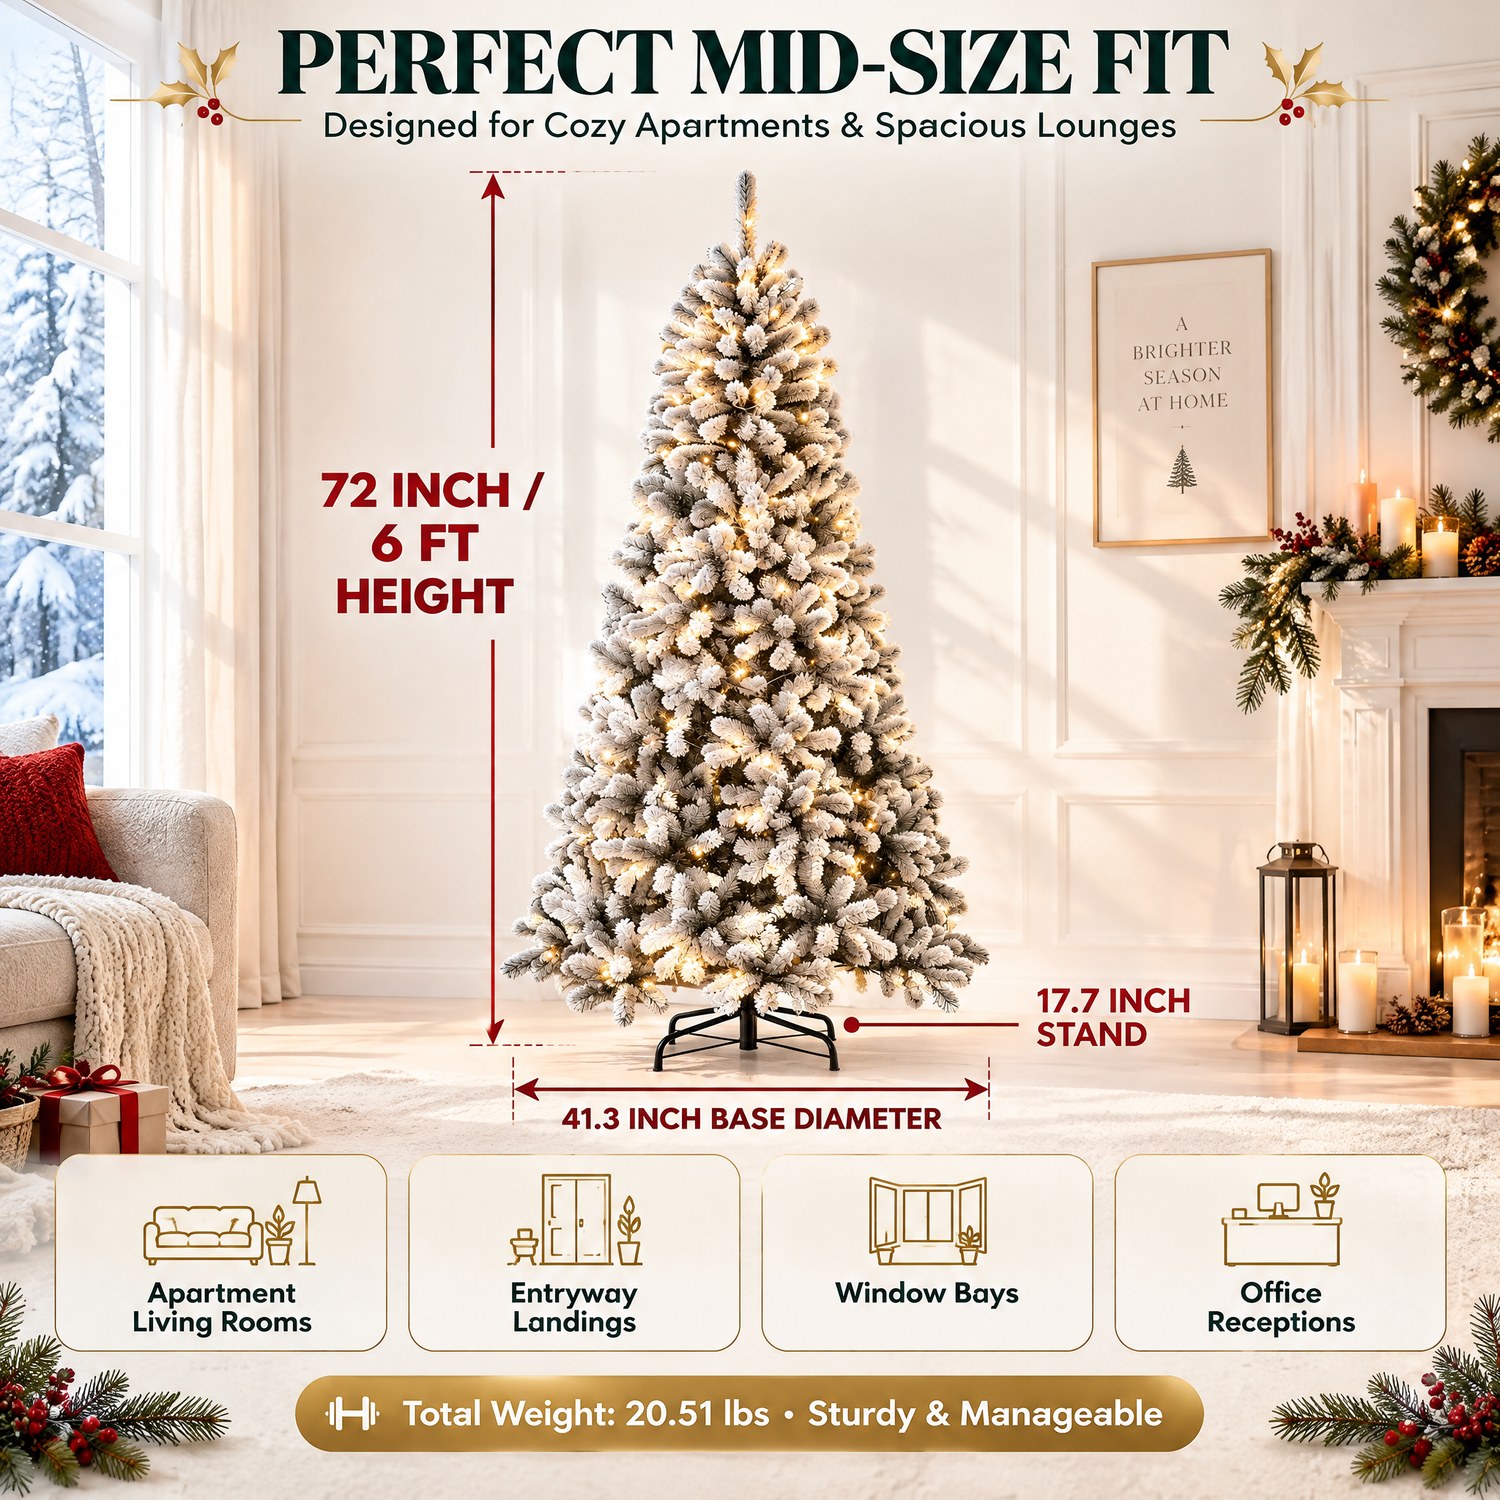 PERFECT MID-SIZE FIT
Designed for Cozy Apartments & Spacious Lounges
A
BRIGHTER
SEASON
AT HOME
72 INCH /
6 FT
HEIGHT
17.7 INCH
STAND
41.3 INCH BASE DIAMETER
Apartment
Living Rooms
Entryway
Landings
Window Bays
Office
Receptions
Total Weight: 20.51 lbs • Sturdy & Manageable